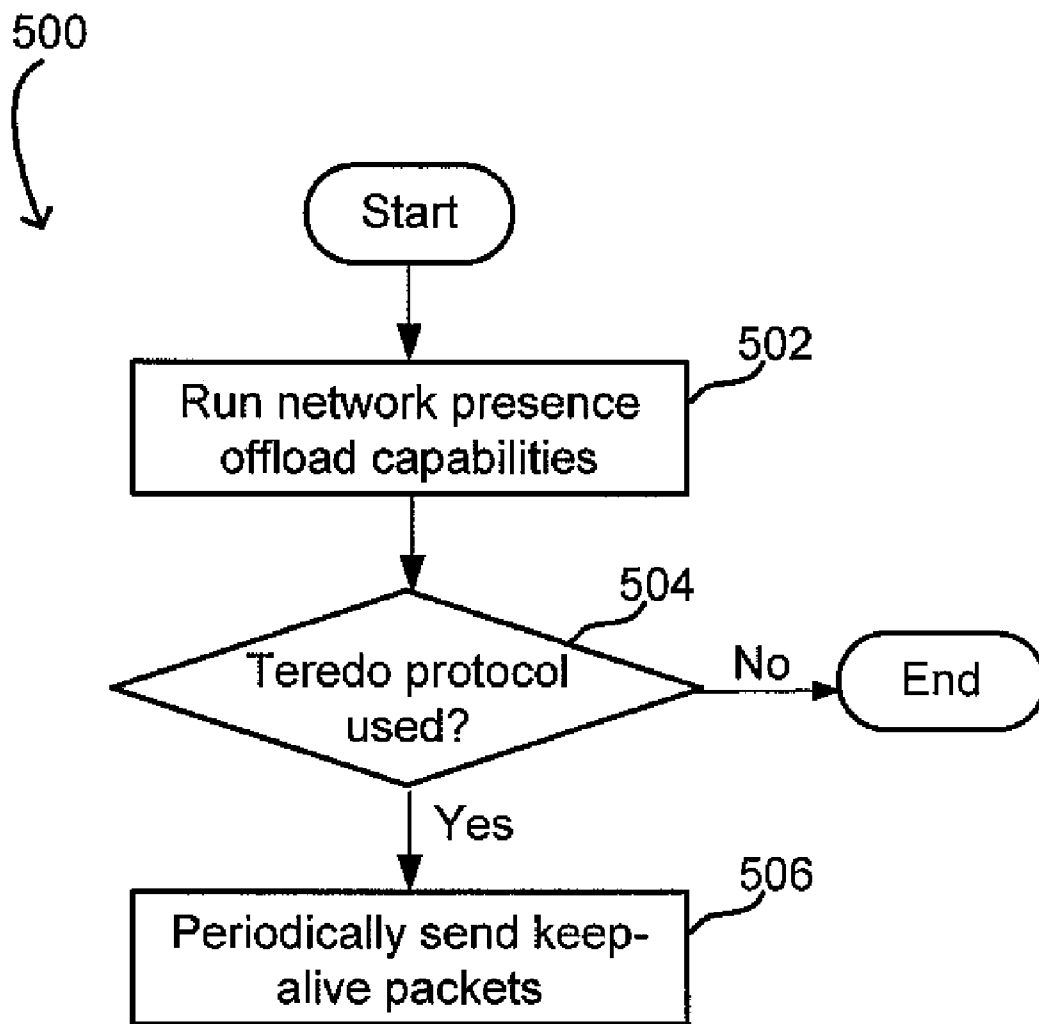 500
Start
502
Run network presence
offload capabilities
504
Teredo protocol
used?
No
End
Yes
506
Periodically send keep-
alive packets